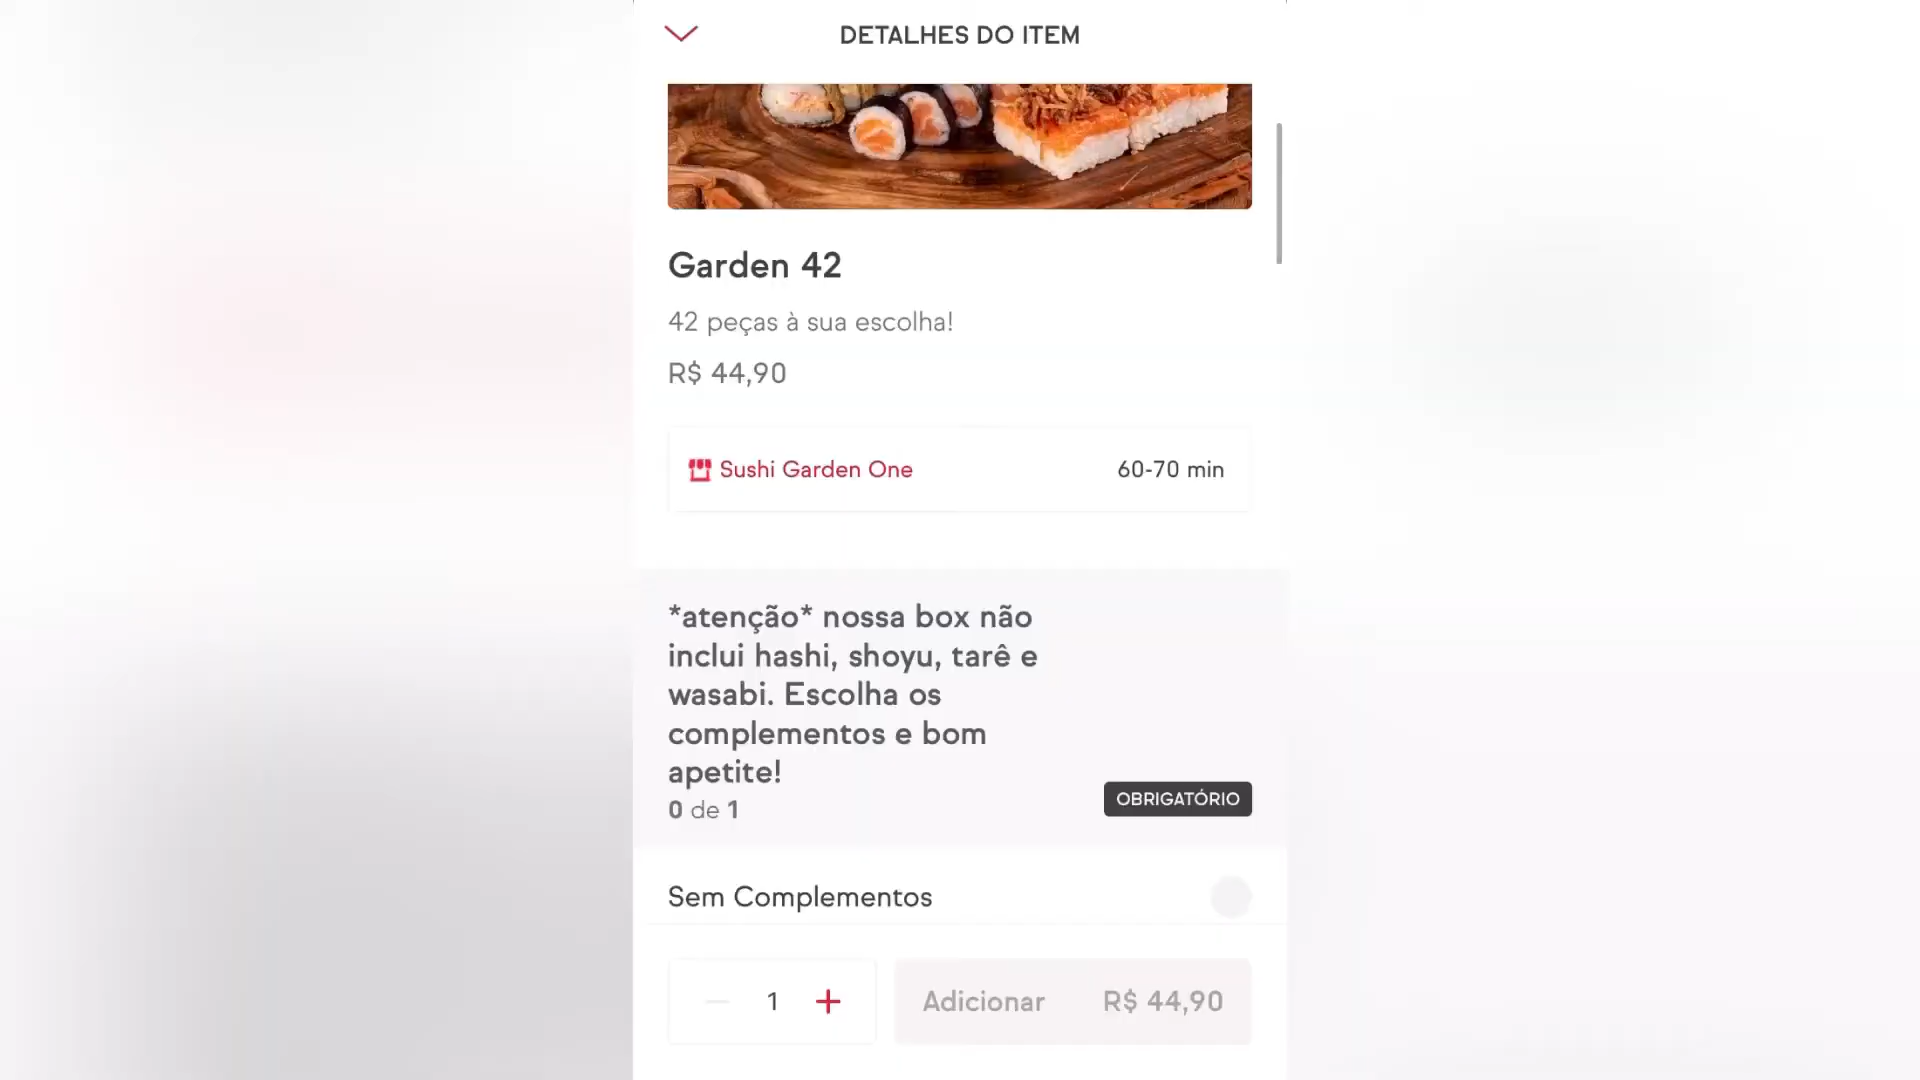 DETALHES DO ITEM
Garden 42
42 peças à sua escolha!
R$ 44,90
Sushi Garden One 60-70 min
*atenção* nossa box não
inclui hashi, shoyu, tarê e
wasabi. Escolha os
complementos e bom
apetite!
0 de 1 OBRIGATÓRIO
Sem Complementos
1 Adicionar R$ 44,90